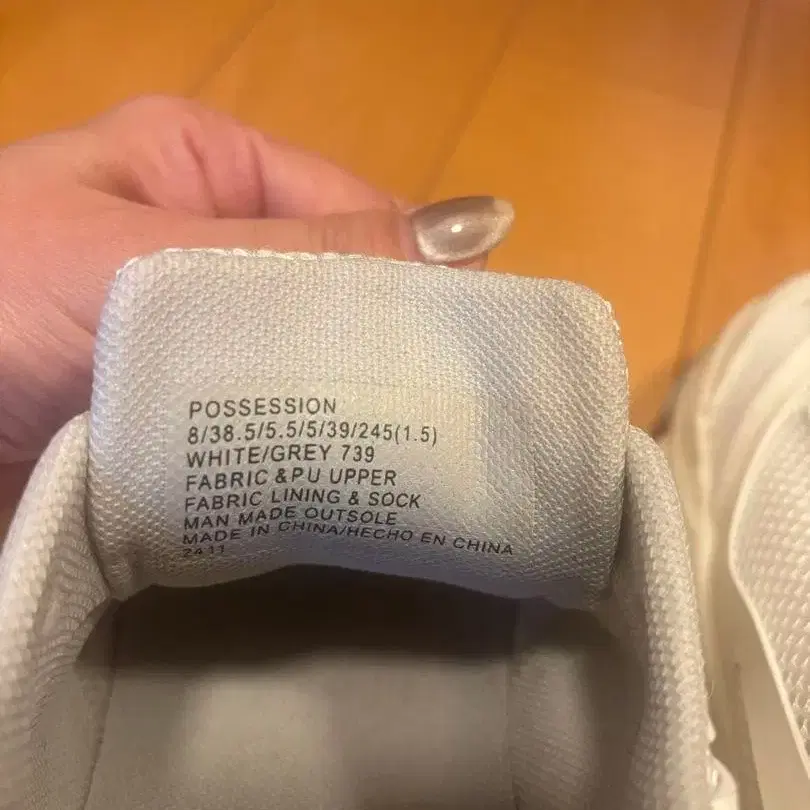 POSSESSION
8/38.5/5.5/5/39/245(1.5)
WHITE/GREY 739
FABRIC &PU UPPER
FABRIC LINING & SOCK
MAN MADE OUTSOLE
MADE IN CHINA/HECHO EN CHINA
2411